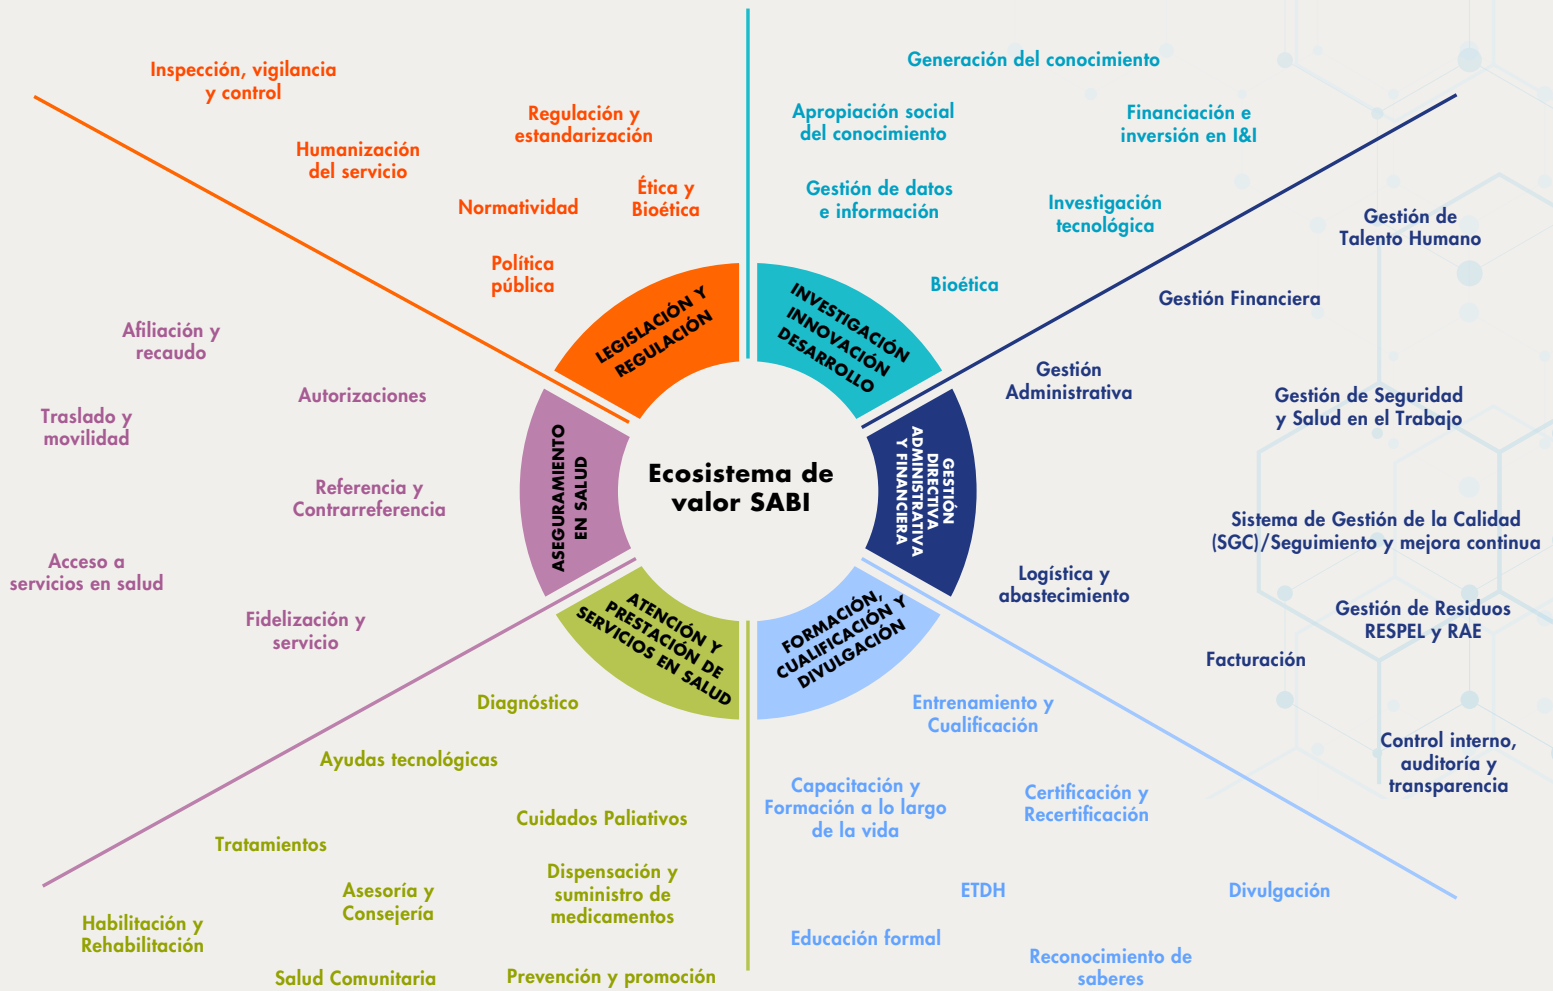 Inspección, vigilancia
y control
Regulación y
estandarización
Humanización
del servicio
Normatividad
Ética y
Bioética
Política
pública
LEGISLACIÓN Y
REGULACIÓN
Generación del conocimiento
Apropiación social
del conocimiento
Financiación e
inversión en I&I
Gestión de datos
e información
Investigación
tecnológica
Bioética
INVESTIGACIÓN
INNOVACIÓN
DESARROLLO
Gestión de
Talento Humano
Gestión Financiera
Gestión
Administrativa
Gestión de Seguridad
y Salud en el Trabajo
GESTIÓN
DIRECTIVA
ADMINISTRATIVA
Y FINANCIERA
Sistema de Gestión de la Calidad
(SGC)/Seguimiento y mejora continua
Logística y
abastecimiento
Gestión de Residuos
RESPEL y RAE
Facturación
Control interno,
auditoría y
transparencia
Ecosistema de
valor SABI
Afiliación y
recaudo
Autorizaciones
Traslado y
movilidad
Referencia y
Contrarreferencia
Acceso a
servicios en salud
Fidelización y
servicio
ASEGURAMIENTO
EN SALUD
ATENCIÓN Y
PRESTACIÓN DE
SERVICIOS EN SALUD
Diagnóstico
Ayudas tecnológicas
Cuidados Paliativos
Tratamientos
Asesoría y
Consejería
Dispensación y
suministro de
medicamentos
Habilitación y
Rehabilitación
Salud Comunitaria
Prevención y promoción
FORMACIÓN,
CUALIFICACIÓN Y
DIVULGACIÓN
Entrenamiento y
Cualificación
Capacitación y
Formación a lo largo
de la vida
Certificación y
Recertificación
ETDH
Divulgación
Educación formal
Reconocimiento de
saberes